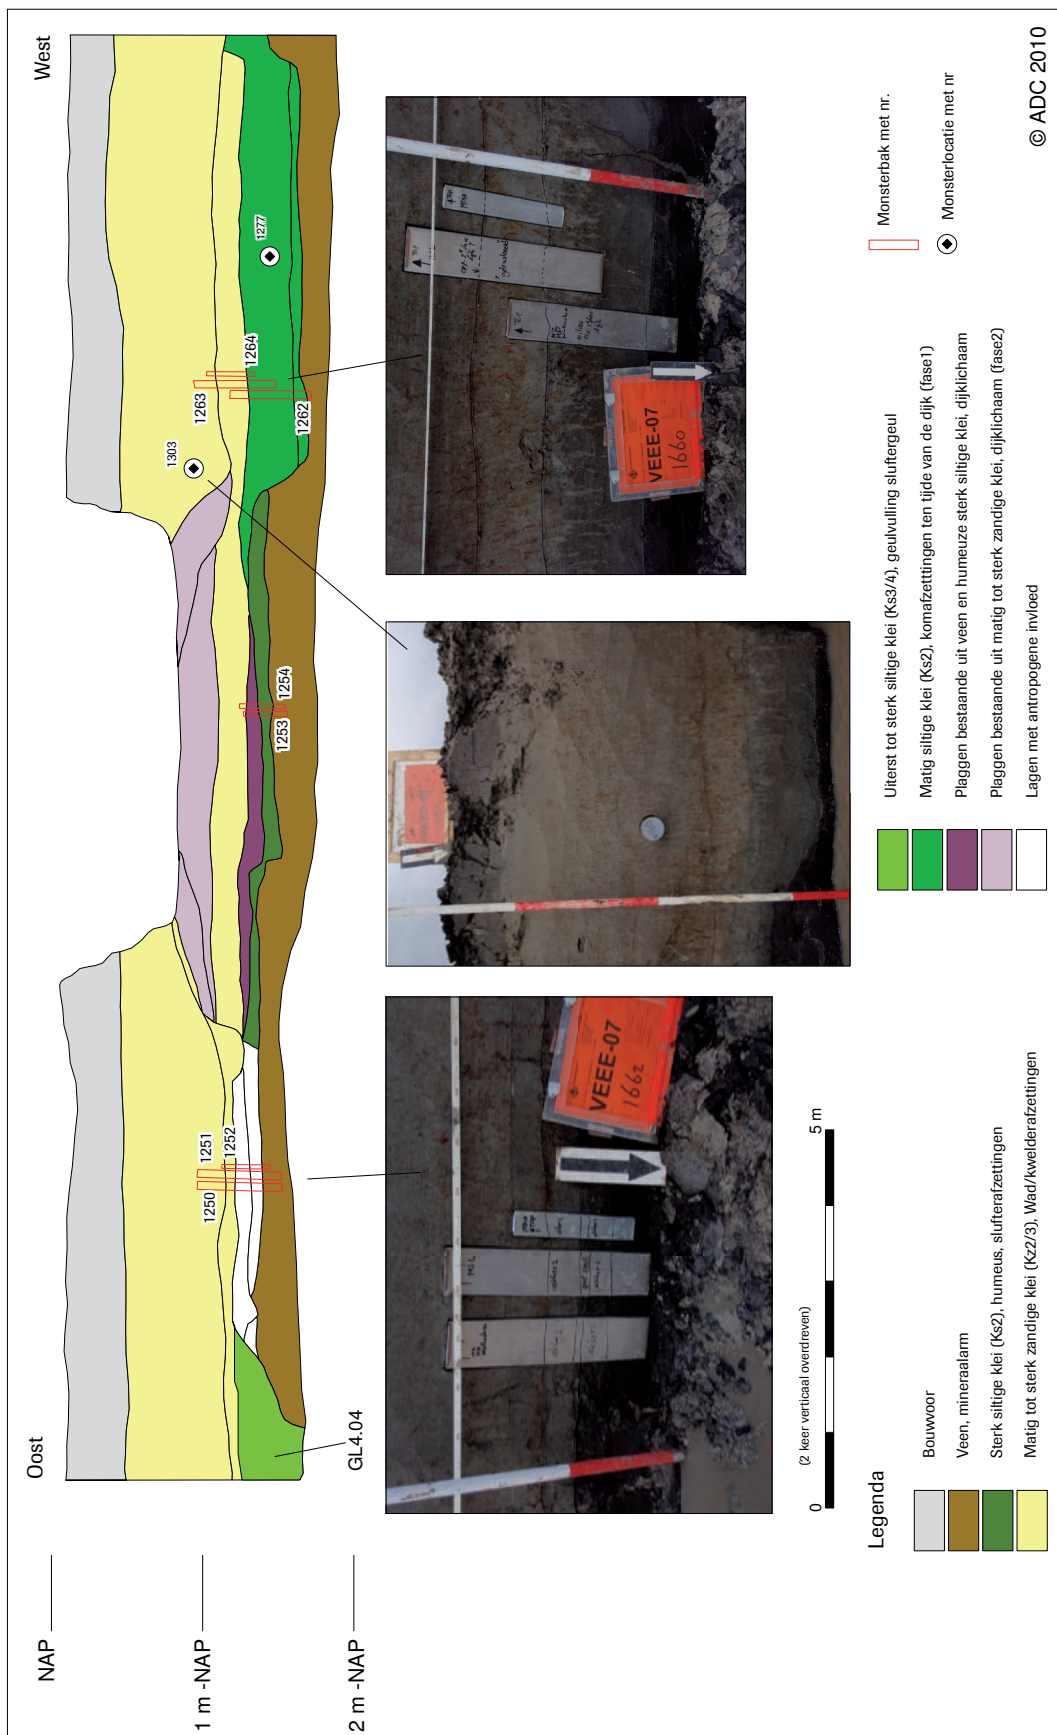 Oost
West
NAP
1 m -NAP
2 m -NAP
GL4.04
1250
1251
1252
1253
1254
1303
1263
1264
1262
1277
VEEE-07
1662
VEEE-07
VEEE-07
1660
TOP
TOP
0
5 m
(2 keer verticaal overdreven)
Legenda
Bouwvoor
Veen, mineraalarm
Sterk siltige klei (Ks2), humeus, slufterafzettingen
Matig tot sterk zandige klei (Kz2/3), Wad/kwelderafzettingen
Uiterst tot sterk siltige klei (Ks3/4), geulvulling sluftergeul
Matig siltige klei (Ks2), komafzetttingen ten tijde van de dijk (fase1)
Plaggen bestaande uit veen en humeuze sterk siltige klei, dijklichaam
Plaggen bestaande uit matig tot sterk zandige klei, dijklichaam (fase2)
Lagen met antropogene invloed
Monsterbak met nr.
Monsterlocatie met nr
© ADC 2010